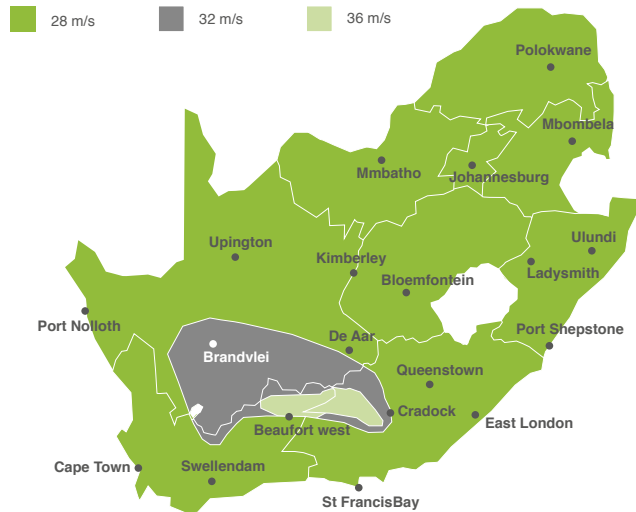 28 m/s
32 m/s
36 m/s
Polokwane
Mbombela
Mmbatho
Johannesburg
Upington
Kimberley
Ulundi
Ladysmith
Bloemfontein
Port Nolloth
Port Shepstone
De Aar
Brandvlei
Queenstown
Cradock
East London
Beaufort west
Cape Town
Swellendam
St FrancisBay